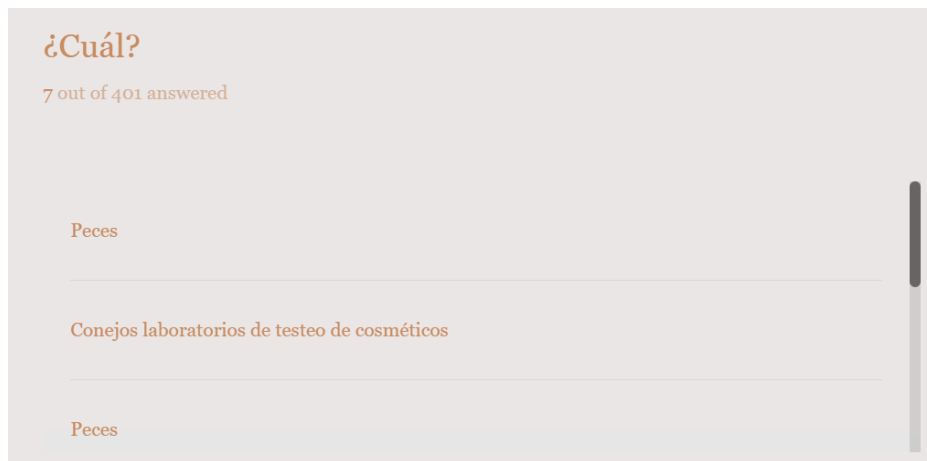 ¿Cuál?
7 out of 401 answered
Peces
Conejos laboratorios de testeo de cosméticos
Peces